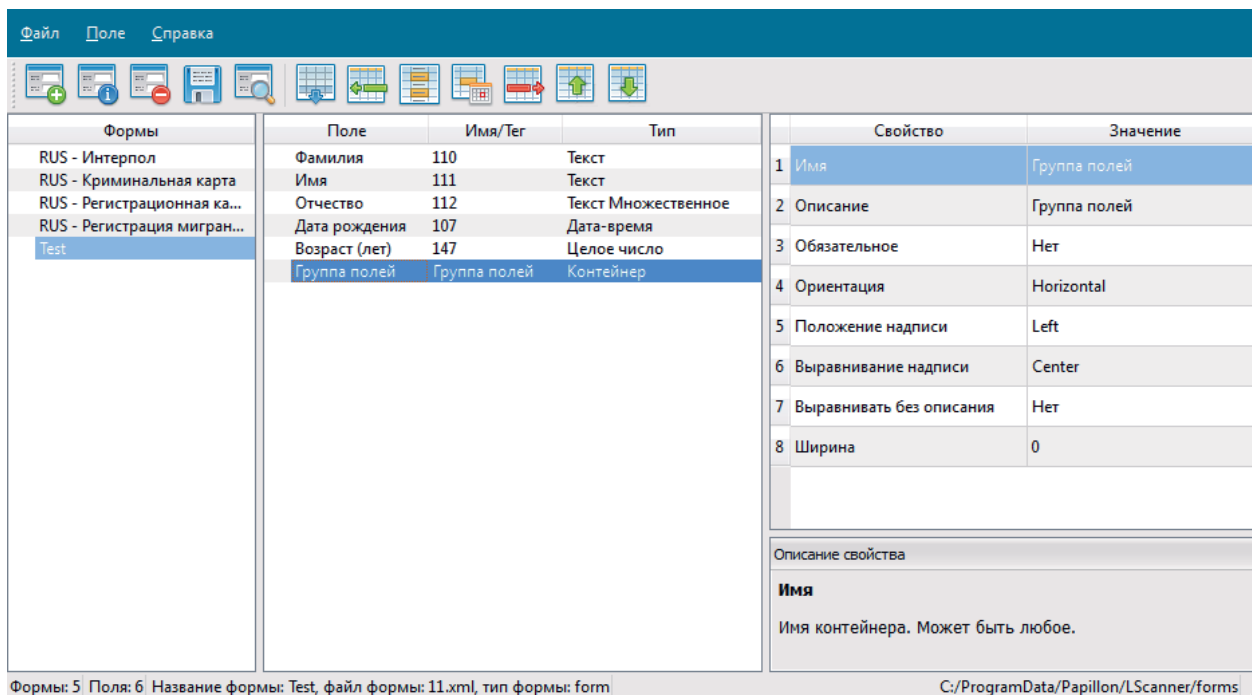 Файл Поле Справка
Формы
RUS - Интерпол
RUS - Криминальная карта
RUS - Регистрационная ка...
RUS - Регистрация мигран...
Test
Поле Имя/Тег Тип
Фамилия 110 Текст
Имя 111 Текст
Отчество 112 Текст Множественное
Дата рождения 107 Дата-время
Возраст (лет) 147 Целое число
Группа полей Группа полей Контейнер
Свойство Значение
1 Имя Группа полей
2 Описание Группа полей
3 Обязательное Нет
4 Ориентация Horizontal
5 Положение надписи Left
6 Выравнивание надписи Center
7 Выравнивать без описания Нет
8 Ширина 0
Описание свойства
Имя
Имя контейнера. Может быть любое.
Формы: 5 Поля: 6 Название формы: Test, файл формы: 11.xml, тип формы: form C:/ProgramData/Papillon/LScanner/forms